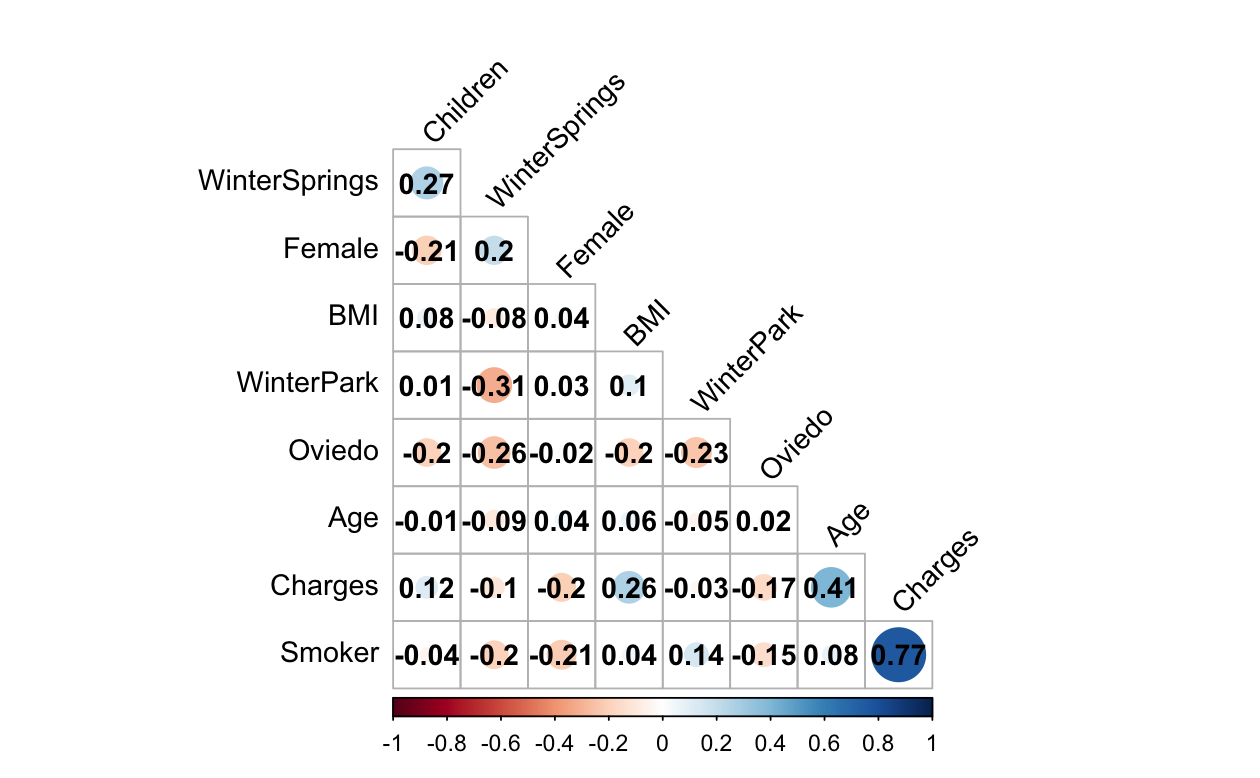 Children
WinterSprings
Female
BMI
WinterPark
Oviedo
Age
Charges
WinterSprings 0.27
Female -0.21 0.2
BMI 0.08 -0.08 0.04
WinterPark 0.01 -0.31 0.03 0.1
Oviedo -0.2 -0.26 -0.02 -0.2 -0.23
Age -0.01 -0.09 0.04 0.06 -0.05 0.02
Charges 0.12 -0.1 -0.2 0.26 -0.03 -0.17 0.41
Smoker -0.04 -0.2 -0.21 0.04 0.14 -0.15 0.08 0.77
-1 -0.8 -0.6 -0.4 -0.2 0 0.2 0.4 0.6 0.8 1